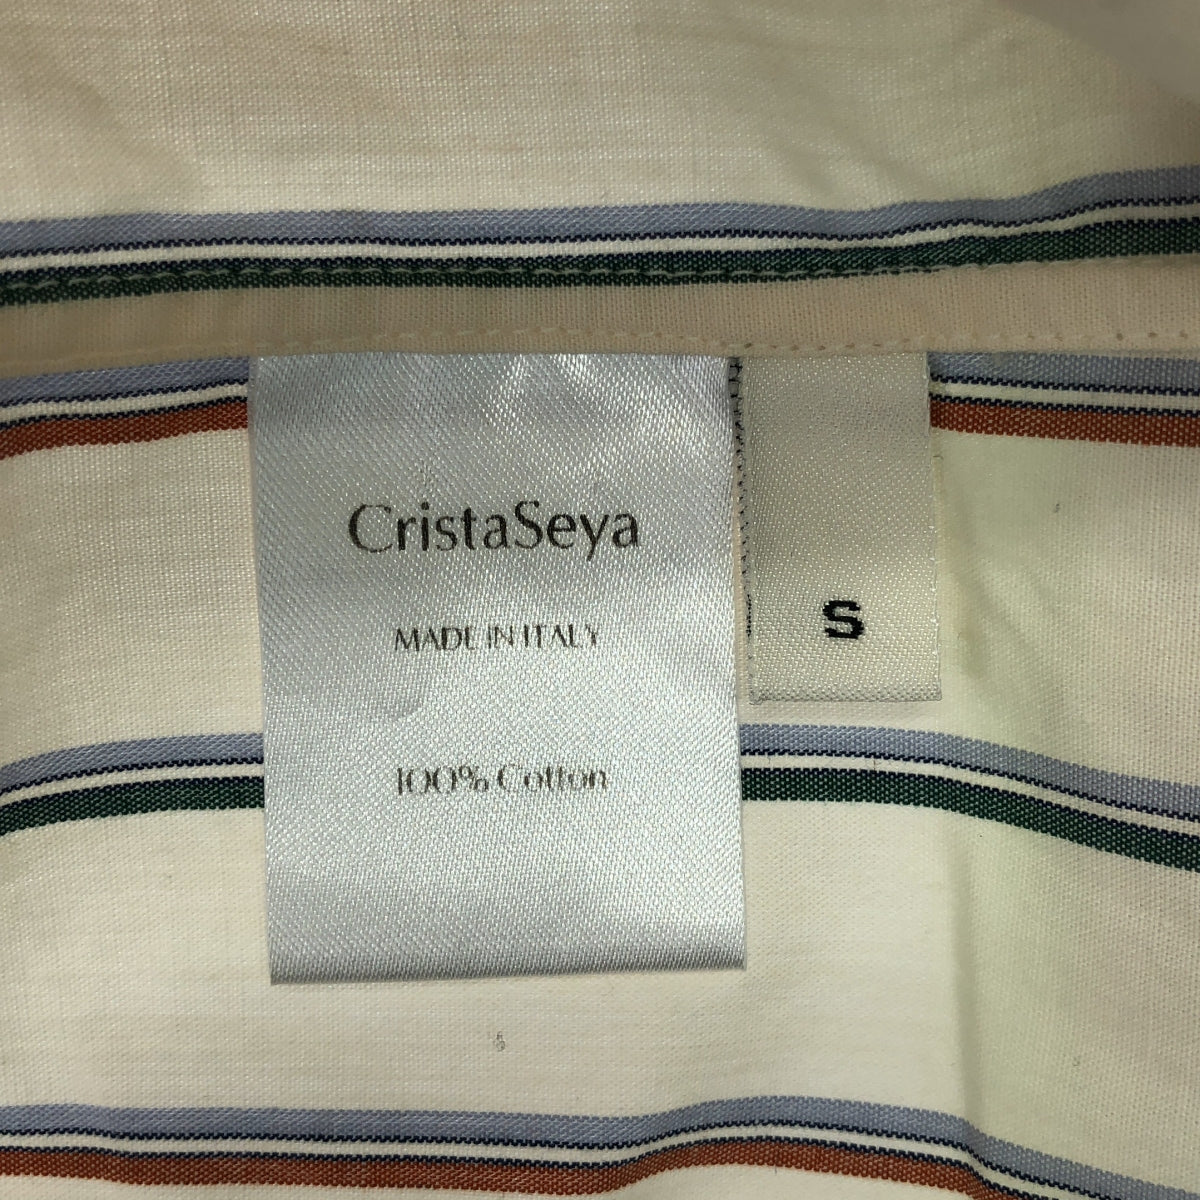 CristaSeya
MADE IN ITALY
100% Cotton
S